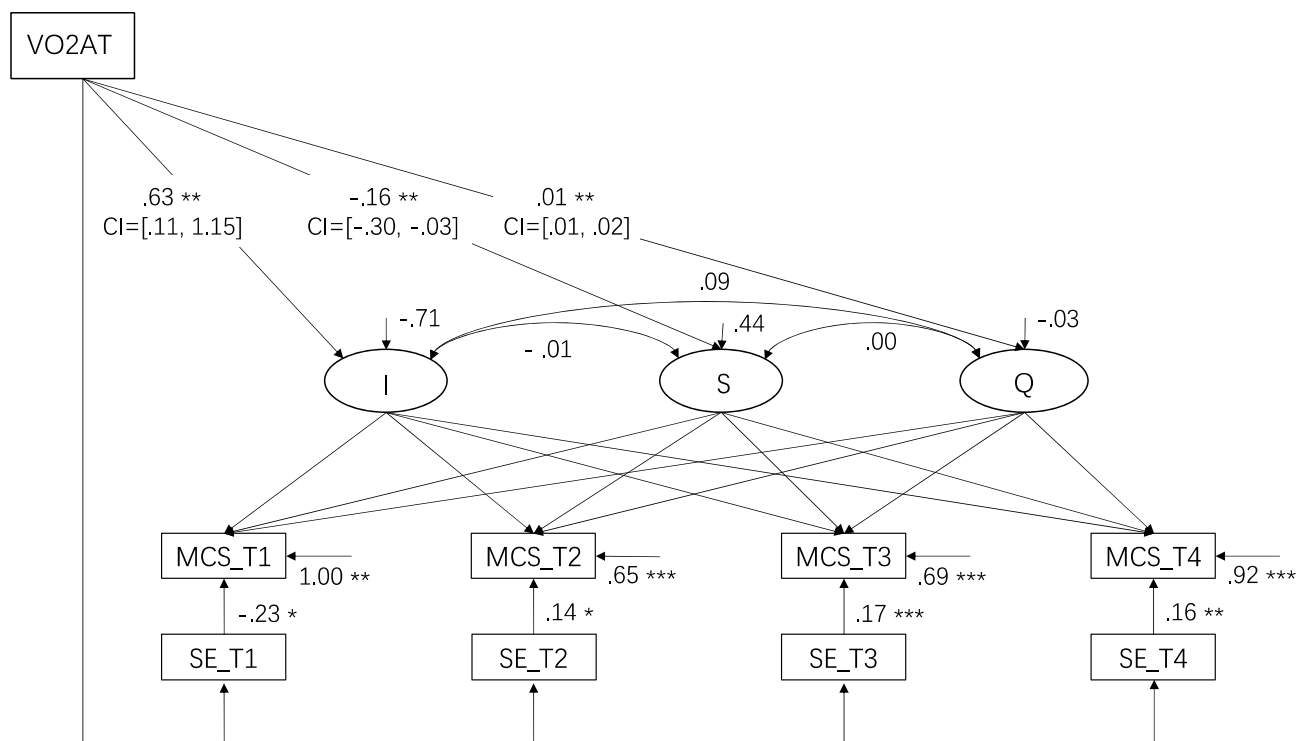 VO2AT
.63 **
CI=[.11, 1.15]
-.16 **
CI=[-.30, -.03]
.01 **
CI=[.01, .02]
.09
-.71
.44
-.03
- .01
.00
I
S
Q
MCS_T1
1.00 **
MCS_T2
.65 ***
MCS_T3
.69 ***
MCS_T4
.92 ***
-.23 *
.14 *
.17 ***
.16 **
SE_T1
SE_T2
SE_T3
SE_T4